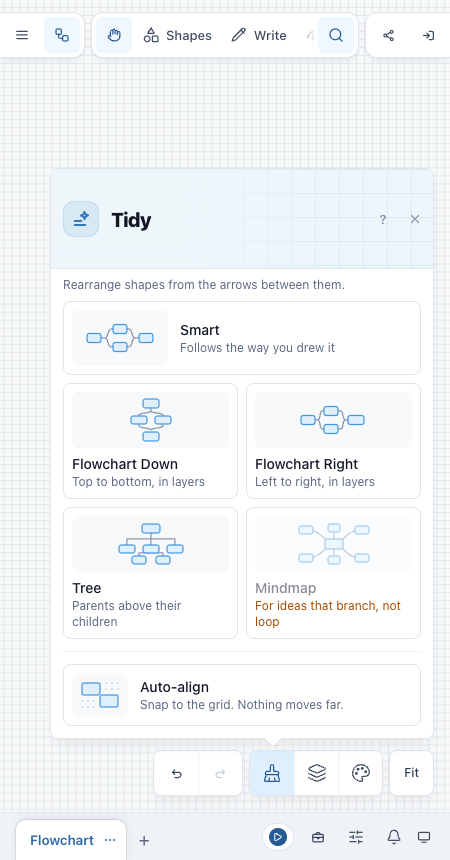 Shapes
Write
Tidy
?
Rearrange shapes from the arrows between them.
Smart
Follows the way you drew it
Flowchart Down
Top to bottom, in layers
Flowchart Right
Left to right, in layers
Tree
Parents above their
children
Mindmap
For ideas that branch, not
loop
Auto-align
Snap to the grid. Nothing moves far.
Fit
Flowchart